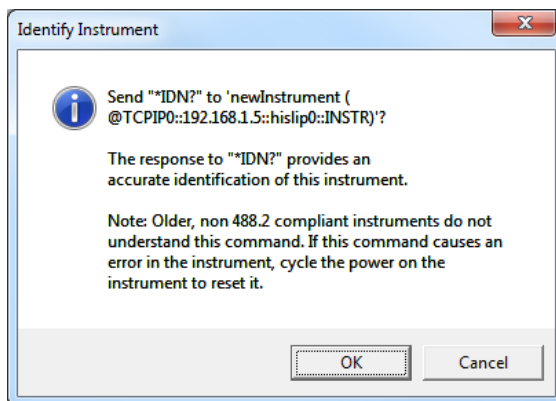 Identify Instrument
Send "*IDN?" to 'newInstrument (
@TCPIP0::192.168.1.5::hislip0::INSTR)'?
The response to "*IDN?" provides an
accurate identification of this instrument.
Note: Older, non 488.2 compliant instruments do not
understand this command. If this command causes an
error in the instrument, cycle the power on the
instrument to reset it.
OK
Cancel